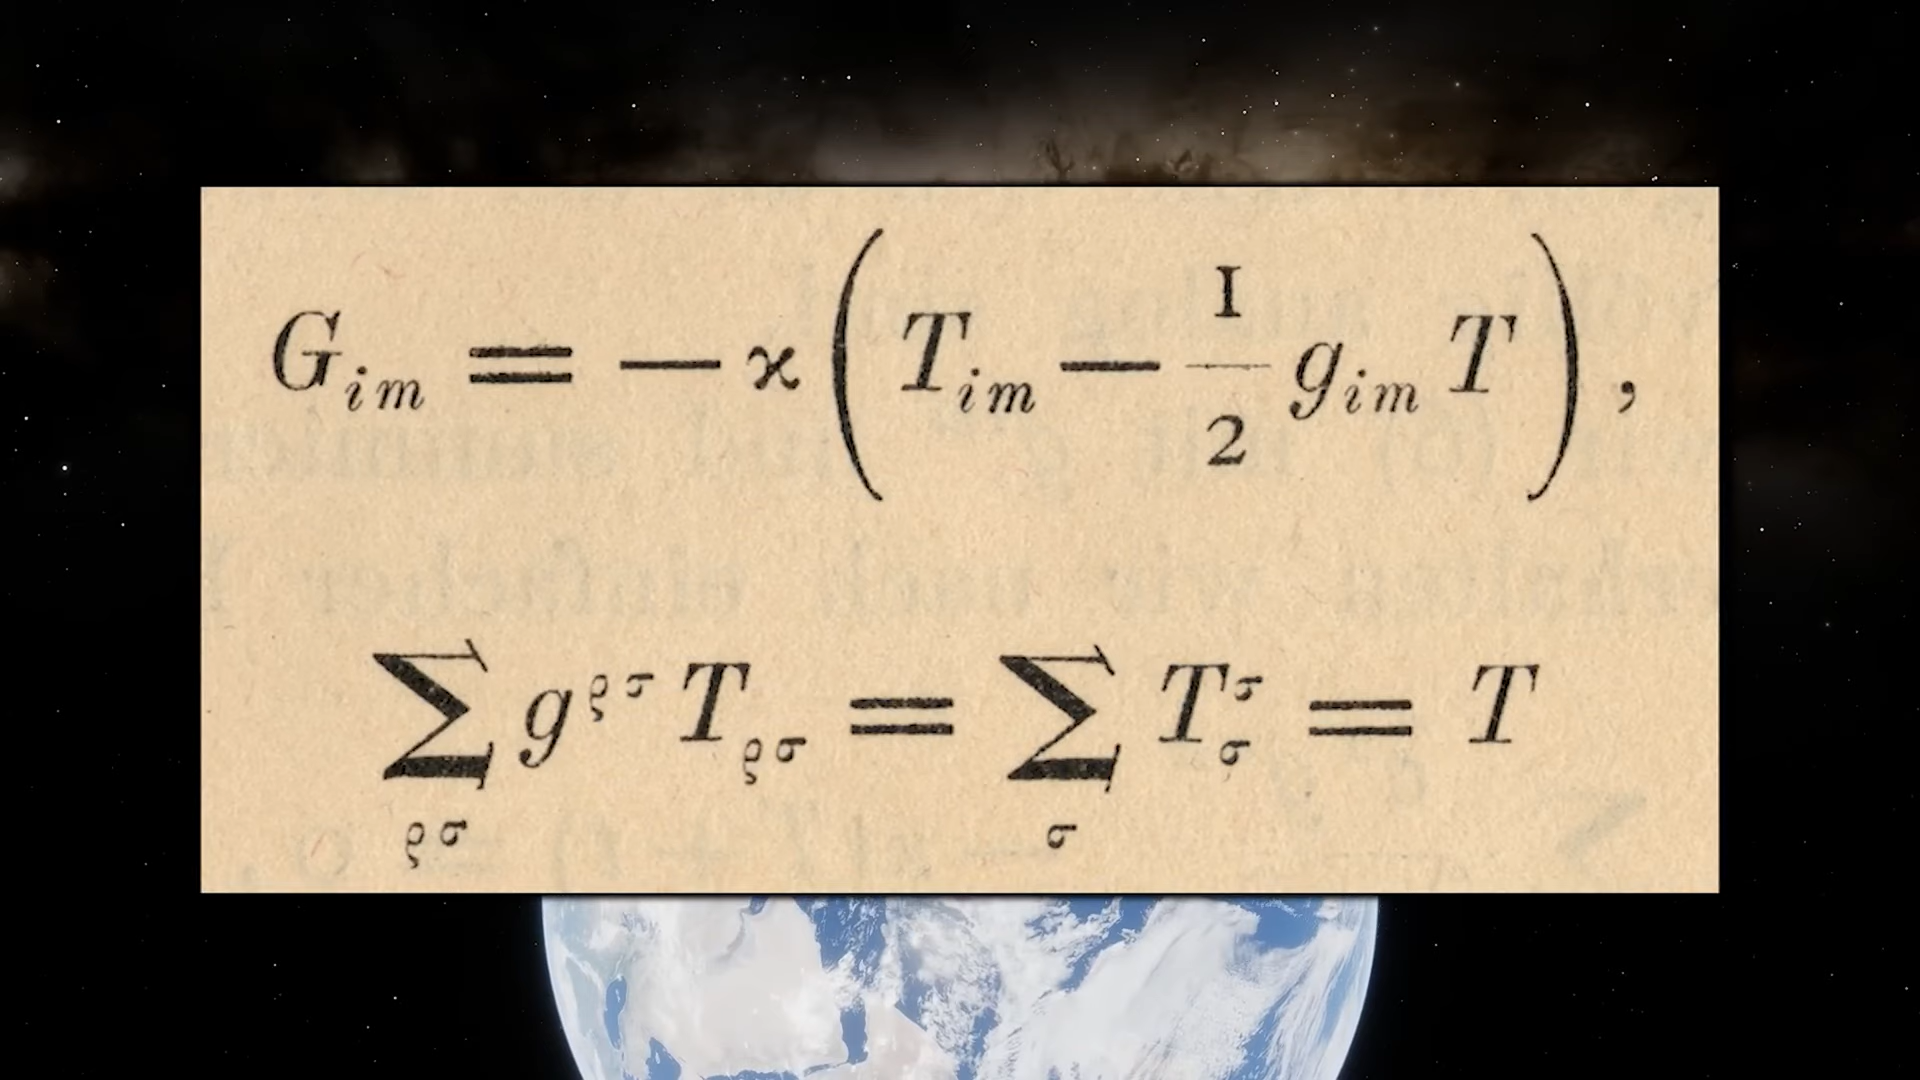 G_{im} = −ϰ ( T_{im} − 1/2 g_{im} T ) ,
∑_{ϱσ} g^{ϱσ} T_{ϱσ} = ∑_{σ} T_{σ}^{σ} = T